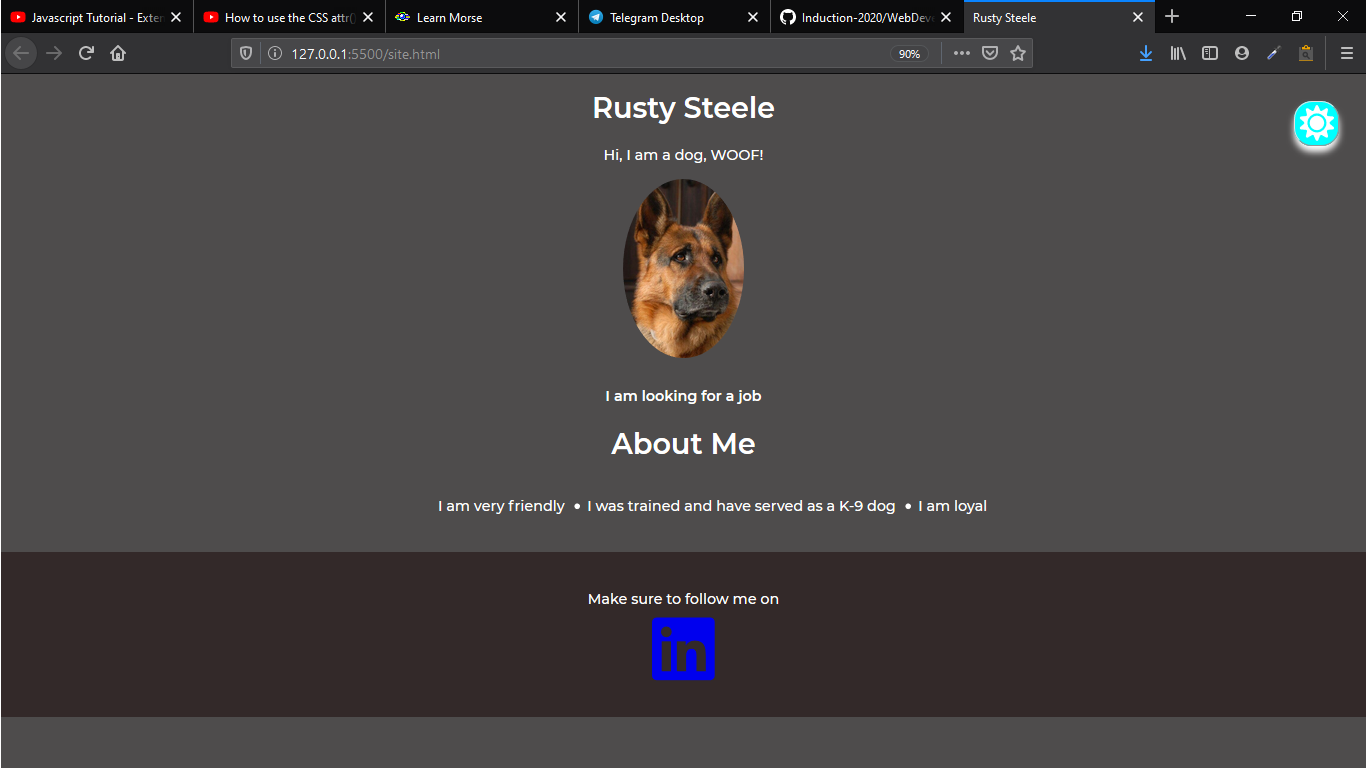 Javascript Tutorial - Exter
How to use the CSS attr()
Learn Morse
Telegram Desktop
Induction-2020/WebDeve
Rusty Steele
127.0.0.1:5500/site.html
90%
Rusty Steele
Hi, I am a dog, WOOF!
I am looking for a job
About Me
I am very friendly • I was trained and have served as a K-9 dog • I am loyal
Make sure to follow me on
in